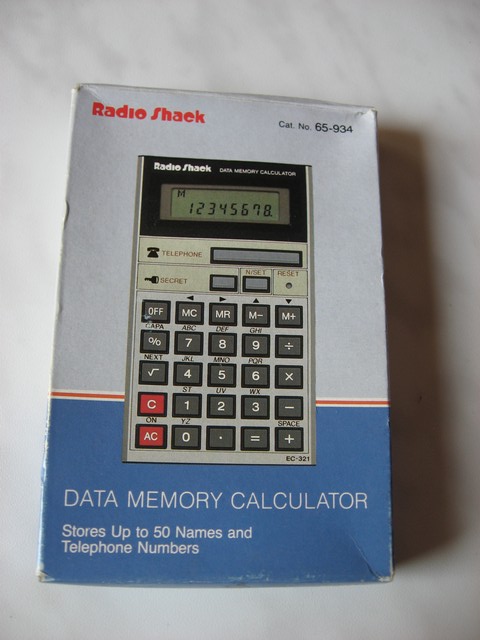 Radio Shack
Cat. No. 65-934
Radio Shack DATA MEMORY CALCULATOR
M
12345678.
TELEPHONE
SECRET N/SET RESET
OFF MC MR M− M+
CAPA ABC DEF GHI
% 7 8 9 ÷
NEXT JKL MNO PQR
√ 4 5 6 ×
ST UV WX
C 1 2 3 −
ON YZ SPACE
AC 0 . = +
EC-321
DATA MEMORY CALCULATOR
Stores Up to 50 Names and
Telephone Numbers